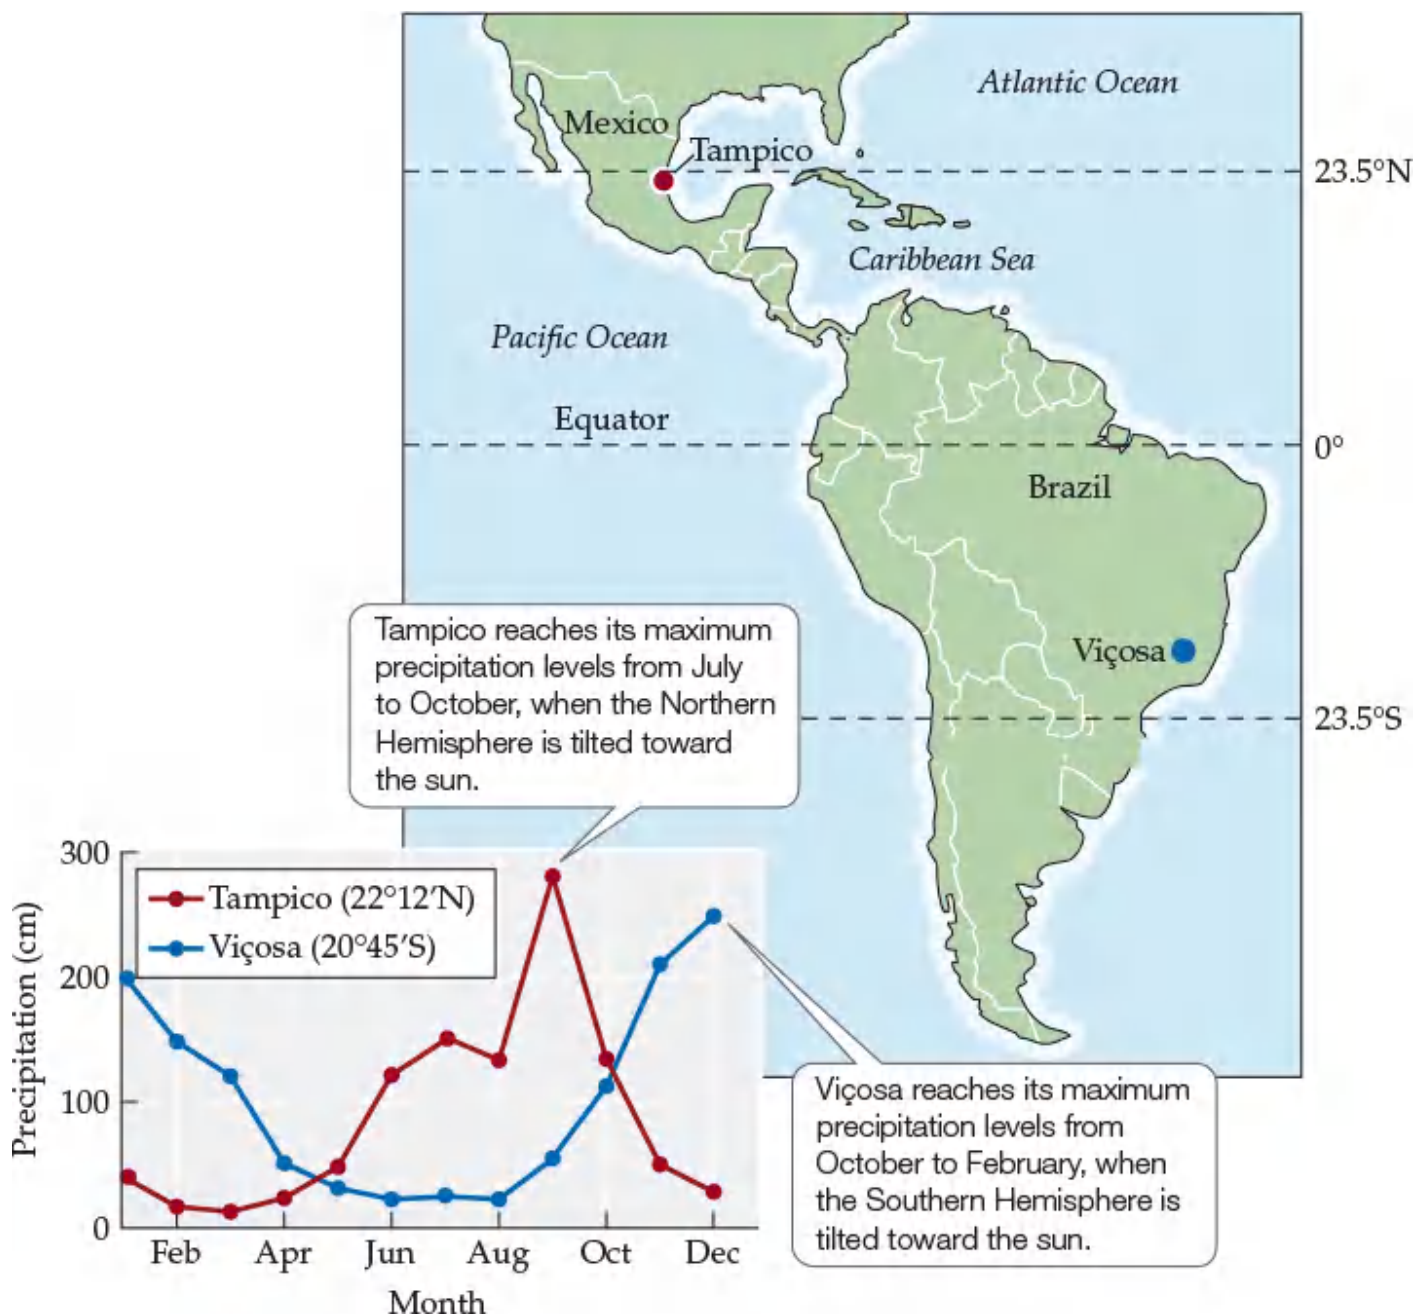 Atlantic Ocean
Mexico
Tampico
23.5°N
Caribbean Sea
Pacific Ocean
Equator
0°
Brazil
Viçosa
23.5°S
Tampico reaches its maximum
precipitation levels from July
to October, when the Northern
Hemisphere is tilted toward
the sun.
300
200
100
0
Precipitation (cm)
Tampico (22°12′N)
Viçosa (20°45′S)
Feb Apr Jun Aug Oct Dec
Month
Viçosa reaches its maximum
precipitation levels from
October to February, when
the Southern Hemisphere is
tilted toward the sun.